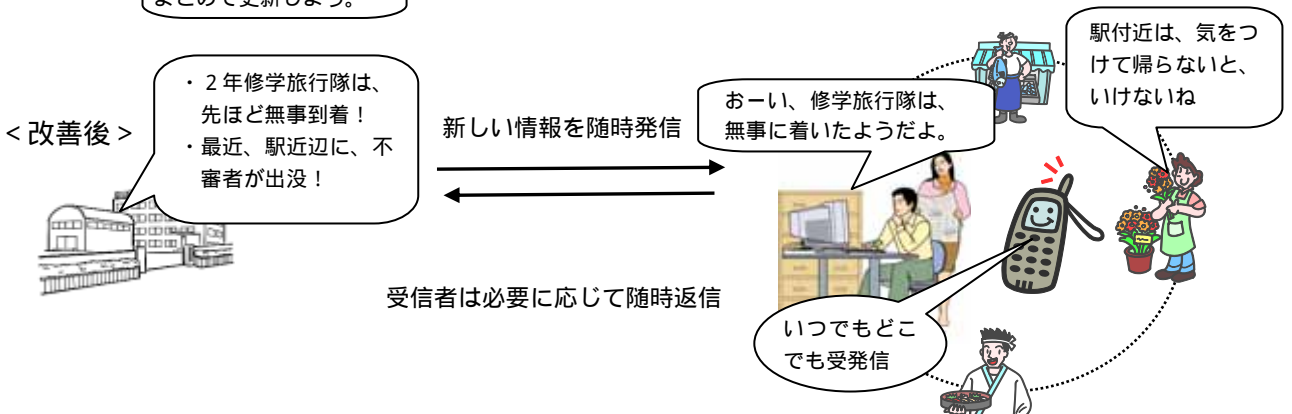 まとめて更新しよう。
駅付近は、気をつ
けて帰らないと、
いけないね
・２年修学旅行隊は、
先ほど無事到着！
・最近、駅近辺に、不
審者が出没！
＜改善後＞
新しい情報を随時発信
おーい、修学旅行隊は、
無事に着いたようだよ。
受信者は必要に応じて随時返信
いつでもどこ
でも受発信